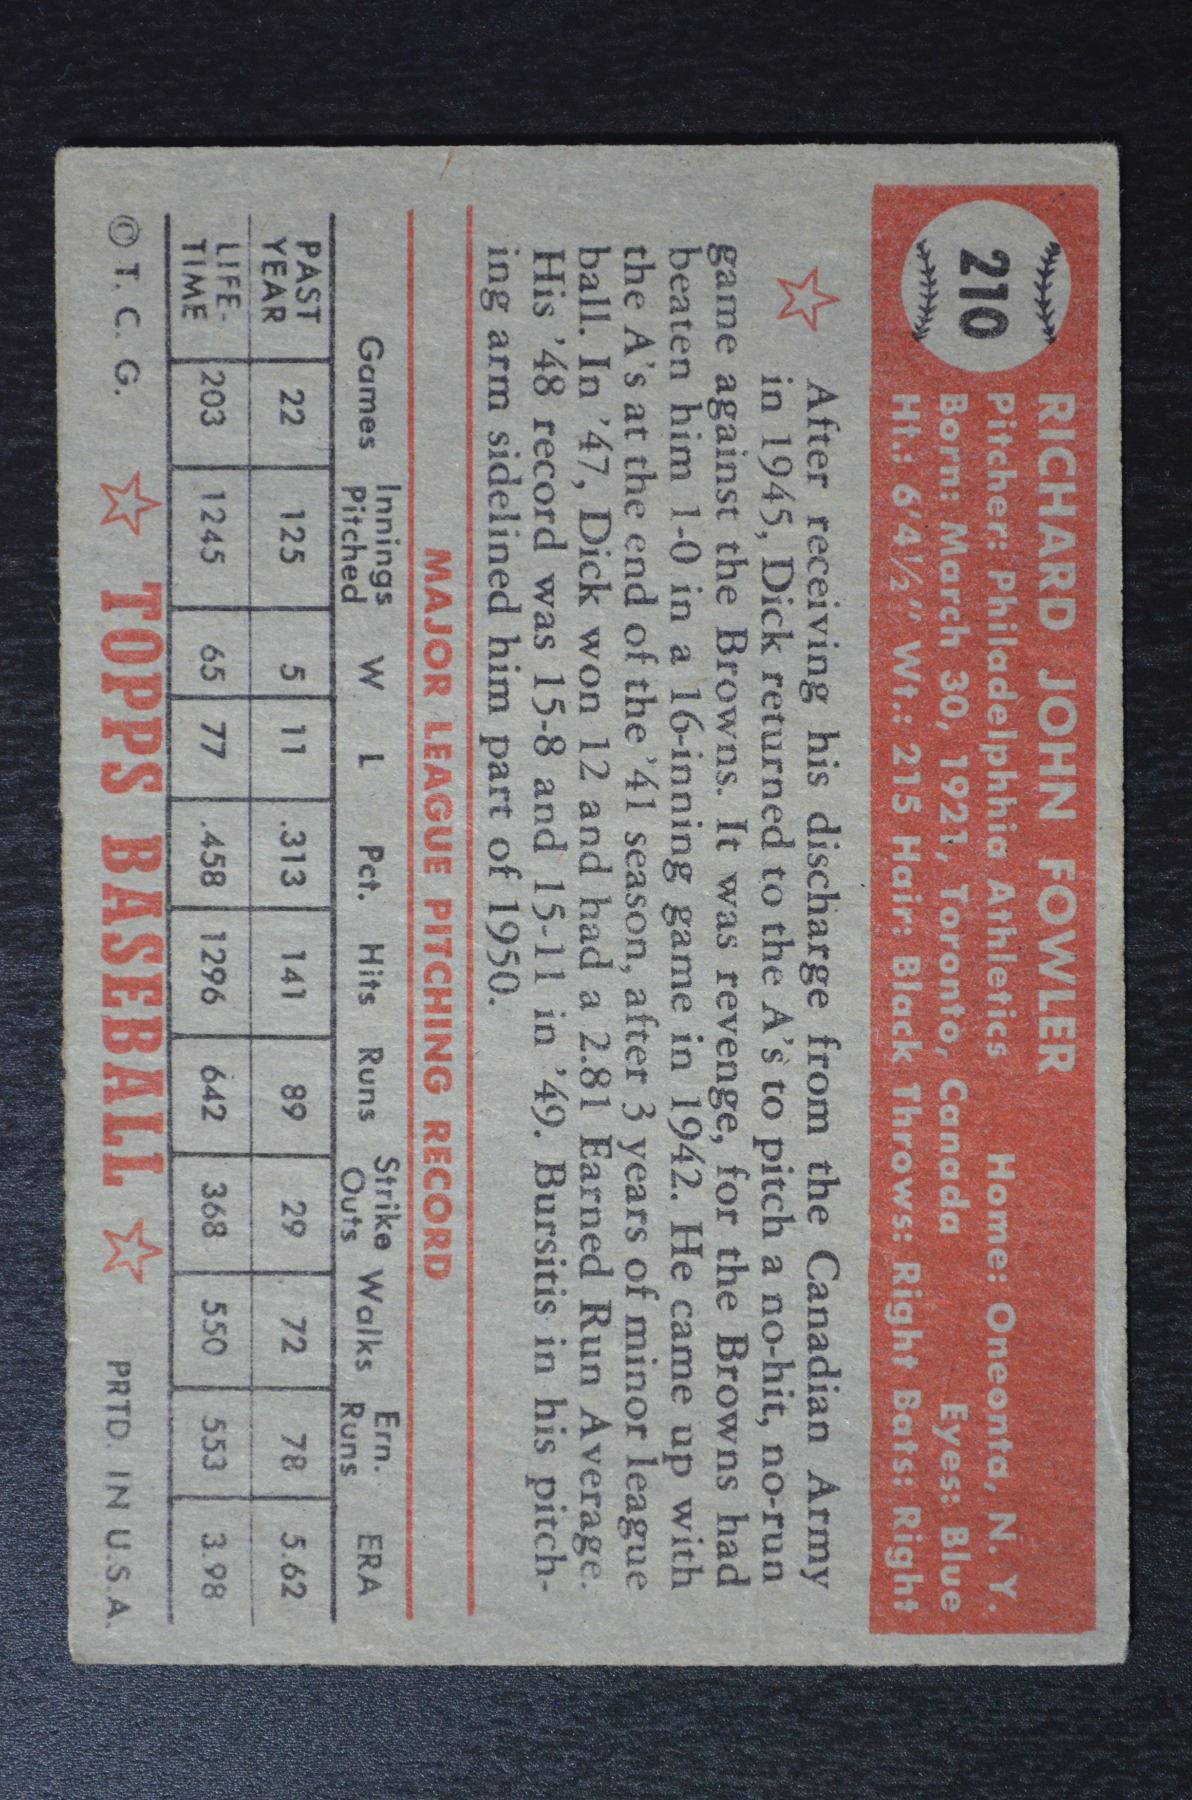 210
RICHARD JOHN FOWLER
Pitcher: Philadelphhia Athletics Home: Oneonta, N. Y.
Born: March 30, 1921, Toronto, Canada Eyes: Blue
Ht.: 6'4½" Wt.: 215 Hair: Black Throws: Right Bats: Right
After receiving his discharge from the Canadian Army
in 1945, Dick returned to the A's to pitch a no-hit, no-run
game against the Browns. It was revenge, for the Browns had
beaten him 1-0 in a 16-inning game in 1942. He came up with
the A's at the end of the '41 season, after 3 years of minor league
ball. In '47, Dick won 12 and had a 2.81 Earned Run Average.
His '48 record was 15-8 and 15-11 in '49. Bursitis in his pitch-
ing arm sidelined him part of 1950.
MAJOR LEAGUE PITCHING RECORD
Games Innings Pitched W L Pct. Hits Runs Strike Outs Walks Ern. Runs ERA
PAST YEAR 22 125 5 11 .313 141 89 29 72 78 5.62
LIFE-TIME 203 1245 65 77 .458 1296 642 368 550 553 3.98
© T. C. G. TOPPS BASEBALL PRTD. IN U.S.A.